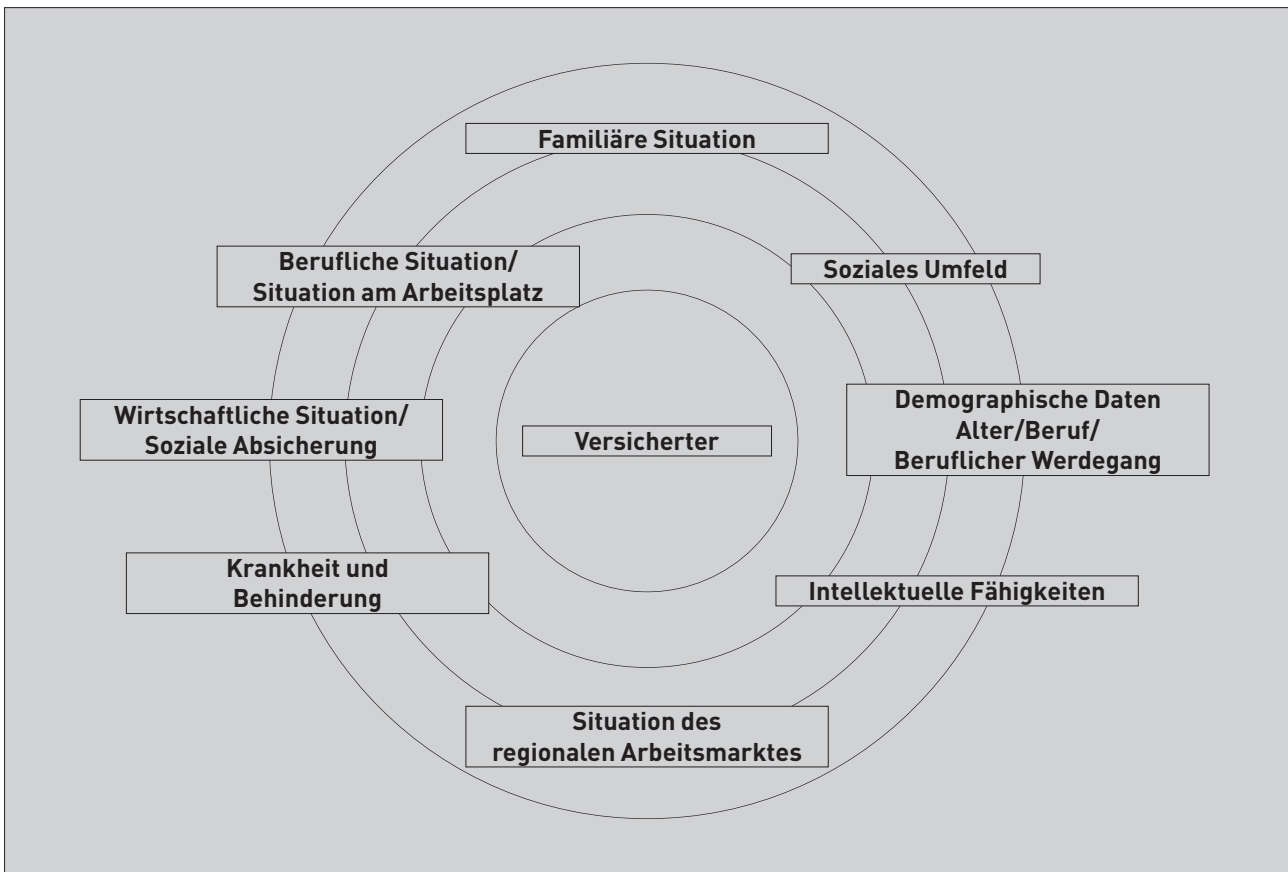 Familiäre Situation
Berufliche Situation/
Situation am Arbeitsplatz
Soziales Umfeld
Wirtschaftliche Situation/
Soziale Absicherung
Versicherter
Demographische Daten
Alter/Beruf/
Beruflicher Werdegang
Krankheit und
Behinderung
Intellektuelle Fähigkeiten
Situation des
regionalen Arbeitsmarktes